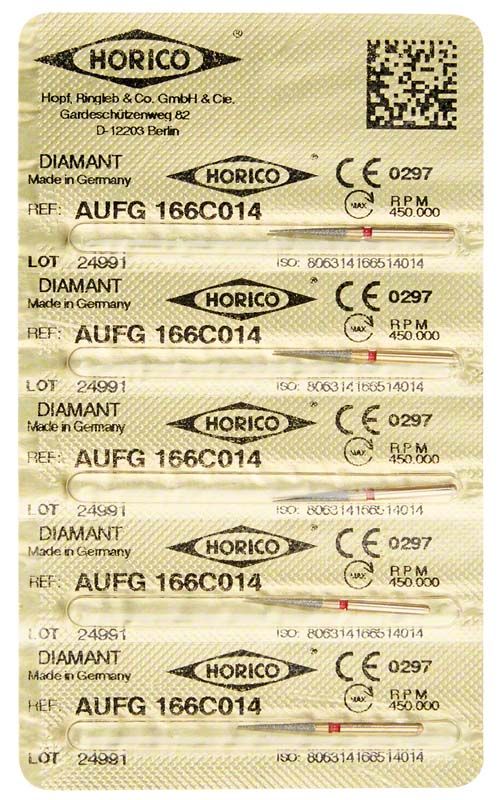 HORICO ®
Hopf, Ringleb & Co. GmbH & Cie.
Gardeschützenweg 82
D-12203 Berlin
DIAMANT HORICO ® CE 0297
Made in Germany
REF: AUFG 166C014 MAX. RPM 450.000
LOT 24991 ISO: 806314166514014
DIAMANT HORICO ® CE 0297
Made in Germany
REF: AUFG 166C014 MAX. RPM 450.000
LOT 24991 ISO: 806314166514014
DIAMANT HORICO ® CE 0297
Made in Germany
REF: AUFG 166C014 MAX. RPM 450.000
LOT 24991 ISO: 806314166514014
DIAMANT HORICO ® CE 0297
Made in Germany
REF: AUFG 166C014 MAX. RPM 450.000
LOT 24991 ISO: 806314166514014
DIAMANT HORICO ® CE 0297
Made in Germany
REF: AUFG 166C014 MAX. RPM 450.000
LOT 24991 ISO: 806314166514014